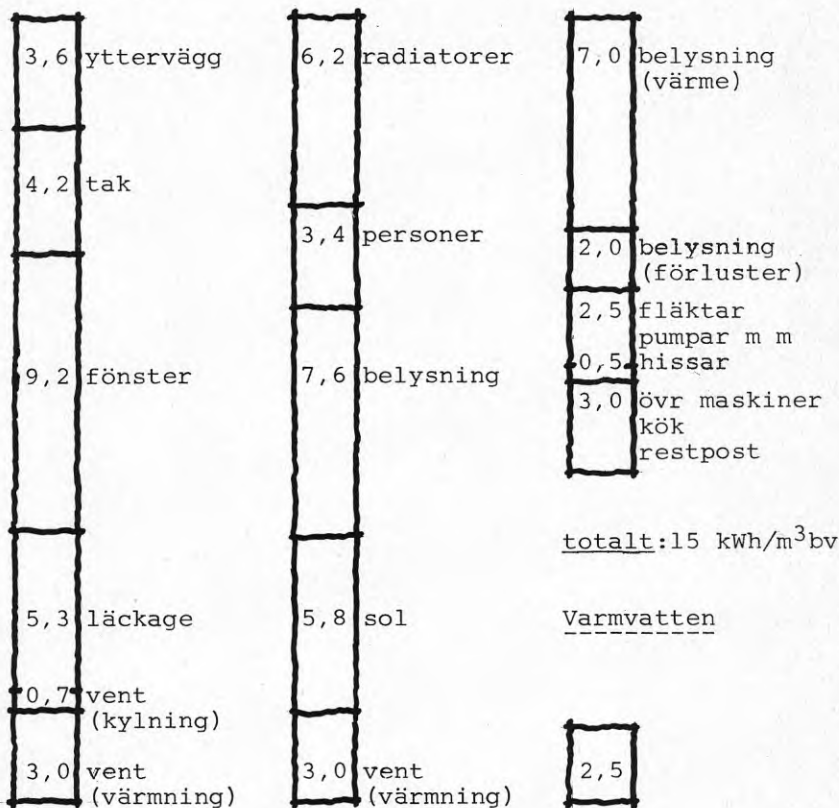 3,6 yttervägg
4,2 tak
9,2 fönster
5,3 läckage
0,7 vent
(kylning)
3,0 vent
(värmning)
6,2 radiatorer
3,4 personer
7,6 belysning
5,8 sol
3,0 vent
(värmning)
7,0 belysning
(värme)
2,0 belysning
(förluster)
2,5 fläktar
pumpar m m
0,5 hissar
3,0 övr maskiner
kök
restpost
totalt:15 kWh/m³bv
Varmvatten
2,5